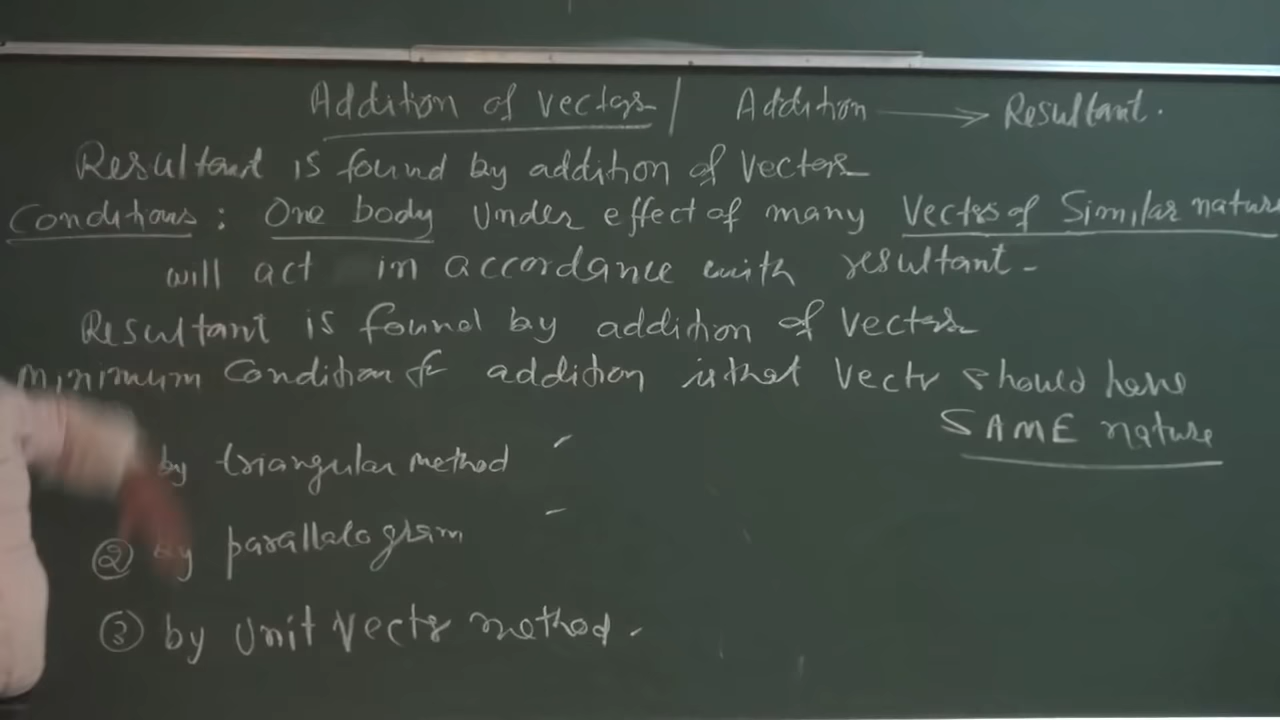 Addition of vectors / Addition → Resultant.
Resultant is found by addition of vectors
Conditions : One body under effect of many vectors of similar nature
will act in accordance with resultant -
Resultant is found by addition of vectors
Minimum condition for addition is that vector should have
SAME nature
by triangular method
② by parallalogram
③ by unit vector method .